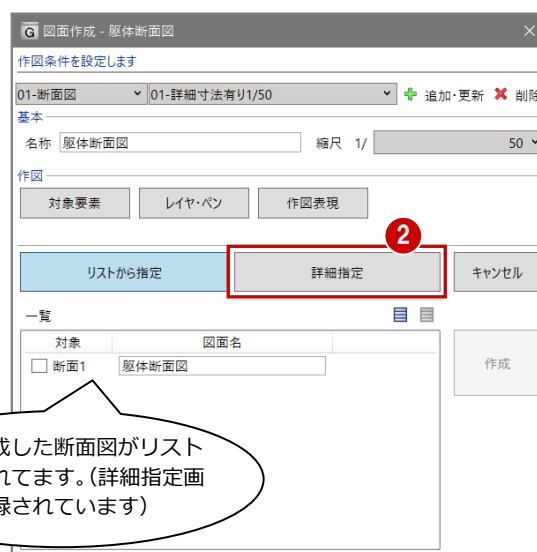 G 図面作成 - 躯体断面図
作図条件を設定します
01-断面図 01-詳細寸法有り1/50 追加・更新 削除
基本
名称 躯体断面図 縮尺 1/ 50
作図
対象要素 レイヤ・ペン 作図表現
2
リストから指定 詳細指定 キャンセル
一覧
対象 図面名
断面1 躯体断面図
作成
成した断面図がリスト
れてます。(詳細指定画
録されています)